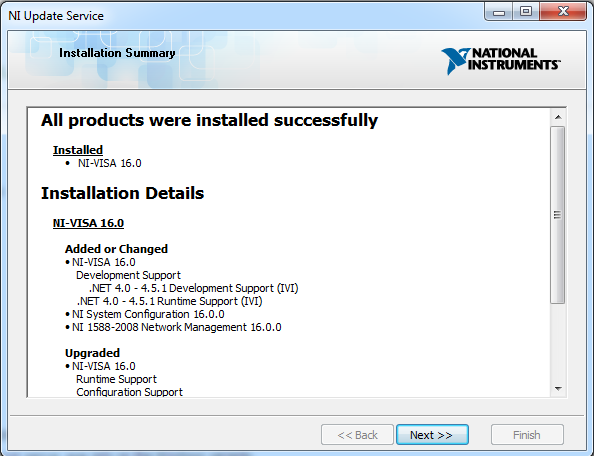 NI Update Service
Installation Summary
NATIONAL
INSTRUMENTS™
All products were installed successfully
Installed
• NI-VISA 16.0
Installation Details
NI-VISA 16.0
Added or Changed
• NI-VISA 16.0
Development Support
.NET 4.0 - 4.5.1 Development Support (IVI)
.NET 4.0 - 4.5.1 Runtime Support (IVI)
• NI System Configuration 16.0.0
• NI 1588-2008 Network Management 16.0.0
Upgraded
• NI-VISA 16.0
Runtime Support
Configuration Support
<< Back
Next >>
Finish